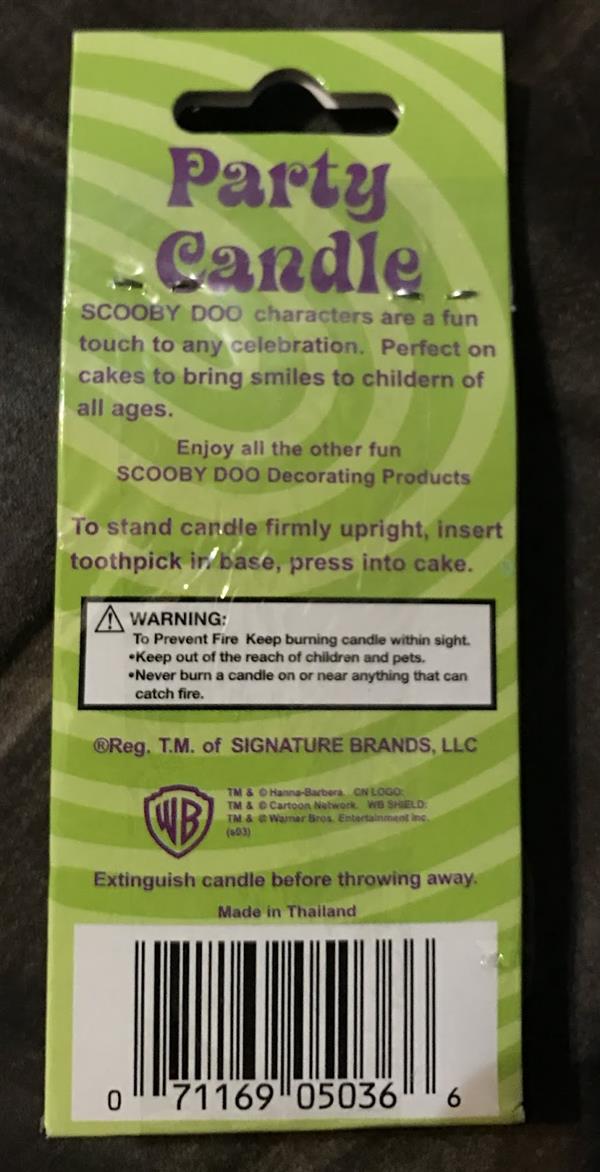 Party
Candle
SCOOBY DOO characters are a fun
touch to any celebration. Perfect on
cakes to bring smiles to childern of
all ages.
Enjoy all the other fun
SCOOBY DOO Decorating Products
To stand candle firmly upright, insert
toothpick in base, press into cake.
WARNING:
To Prevent Fire Keep burning candle within sight.
•Keep out of the reach of children and pets.
•Never burn a candle on or near anything that can
catch fire.
®Reg. T.M. of SIGNATURE BRANDS, LLC
WB
TM & © Hanna-Barbera. CN LOGO:
TM & © Cartoon Network. WB SHIELD:
TM & © Warner Bros. Entertainment Inc.
(s03)
Extinguish candle before throwing away.
Made in Thailand
0 71169 05036 6